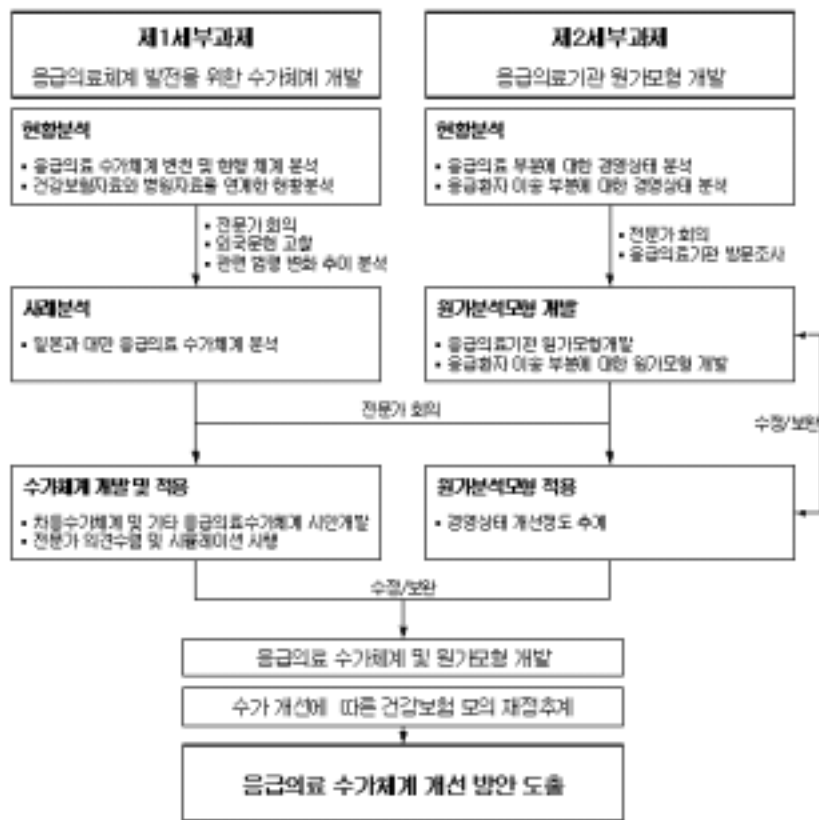 제1세부과제
응급의료체계 발전을 위한 수가체계 개발
현황분석
▪ 응급의료 수가체계 변천 및 현행 체계 분석
▪ 건강보험자료와 병원자료를 연계한 현황분석
▪ 전문가 회의
▪ 외국문헌 고찰
▪ 관련 법령 변화 추이 분석
사례분석
▪ 일본과 대만 응급의료 수가체계 분석
제2세부과제
응급의료기관 원가모형 개발
현황분석
▪ 응급의료 부분에 대한 경영상태 분석
▪ 응급환자 이송 부분에 대한 경영상태 분석
▪ 전문가 회의
▪ 응급의료기관 방문조사
원가분석모형 개발
▪ 응급의료기관 원가모형개발
▪ 응급환자 이송 부분에 대한 원가모형 개발
전문가 회의
수정/보완
수가체계 개발 및 적용
▪ 차등수가체계 및 기타 응급의료수가체계 시안개발
▪ 전문가 의견수렴 및 시뮬레이션 시행
원가분석모형 적용
▪ 경영상태 개선정도 추계
수정/보완
응급의료 수가체계 및 원가모형 개발
수가 개선에 따른 건강보험 모의 재정추계
응급의료 수가체계 개선 방안 도출